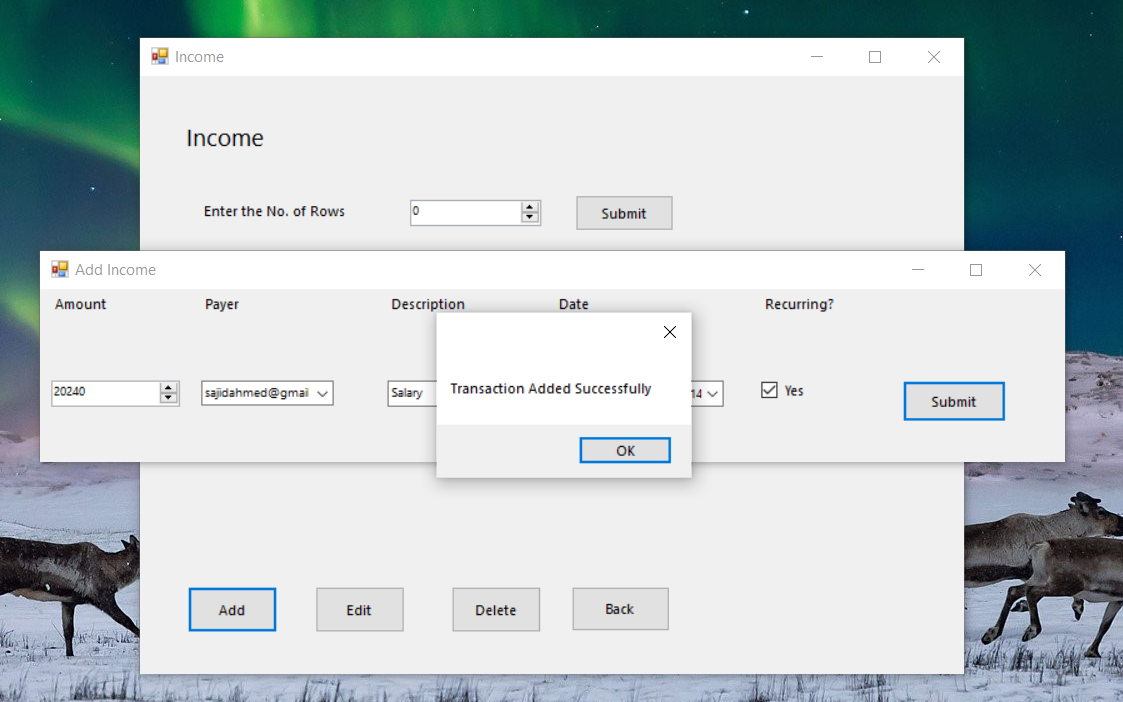 Income
Income
Enter the No. of Rows
0
Submit
Add Income
Amount
Payer
Description
Date
Recurring?
20240
sajidahmed@gmail
Salary
14
Yes
Submit
Transaction Added Successfully
OK
Add
Edit
Delete
Back